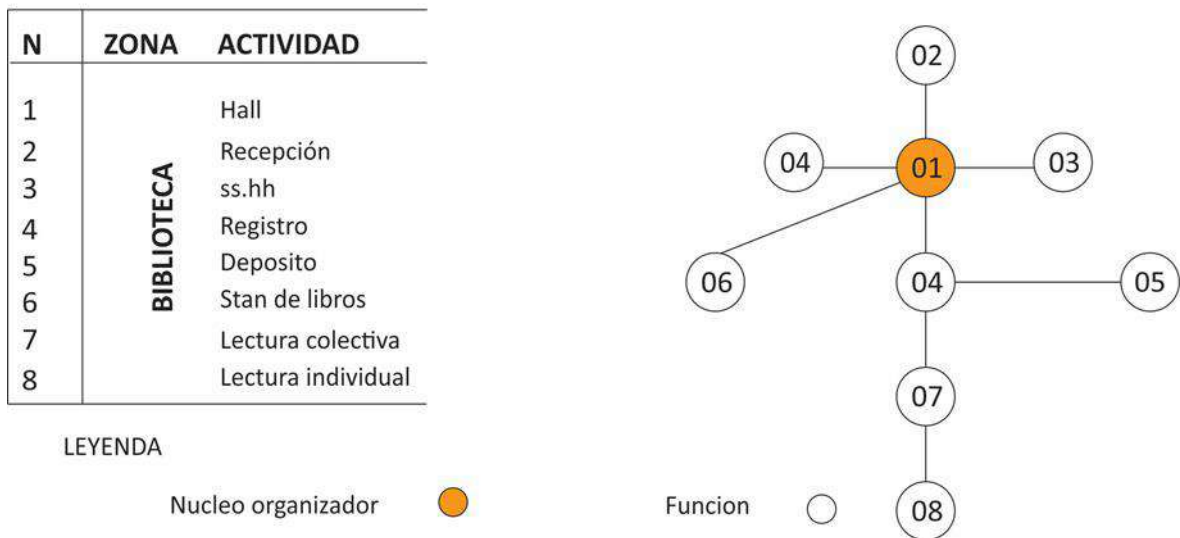 N ZONA ACTIVIDAD
BIBLIOTECA
1 Hall
2 Recepción
3 ss.hh
4 Registro
5 Deposito
6 Stan de libros
7 Lectura colectiva
8 Lectura individual
LEYENDA
Nucleo organizador
Funcion
02
04 01 03
06 04 05
07
08